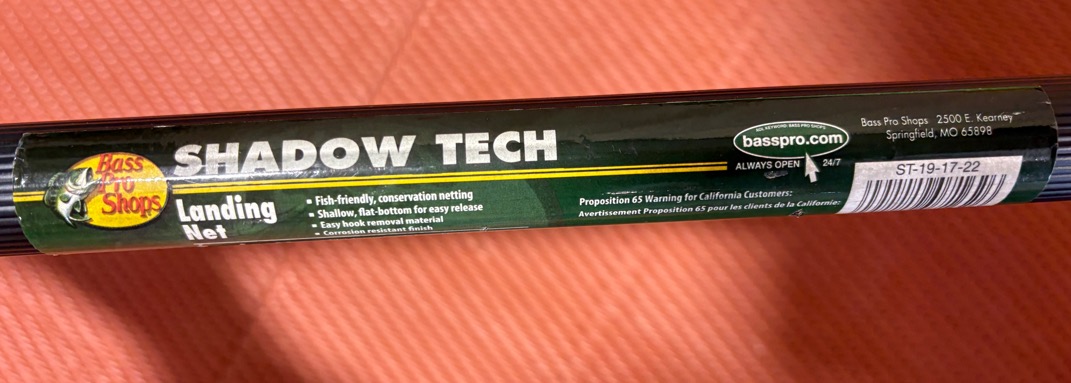 Bass
Pro
Shops
SHADOW TECH
Landing
Net
▪ Fish-friendly, conservation netting
▪ Shallow, flat-bottom for easy release
▪ Easy hook removal material
▪ Corrosion resistant finish
Proposition 65 Warning for California Customers:
Avertissement Proposition 65 pour les clients de la Californie:
AOL KEYWORD: BASS PRO SHOPS
basspro.com
ALWAYS OPEN 24/7
Bass Pro Shops 2500 E. Kearney
Springfield, MO 65898
ST-19-17-22